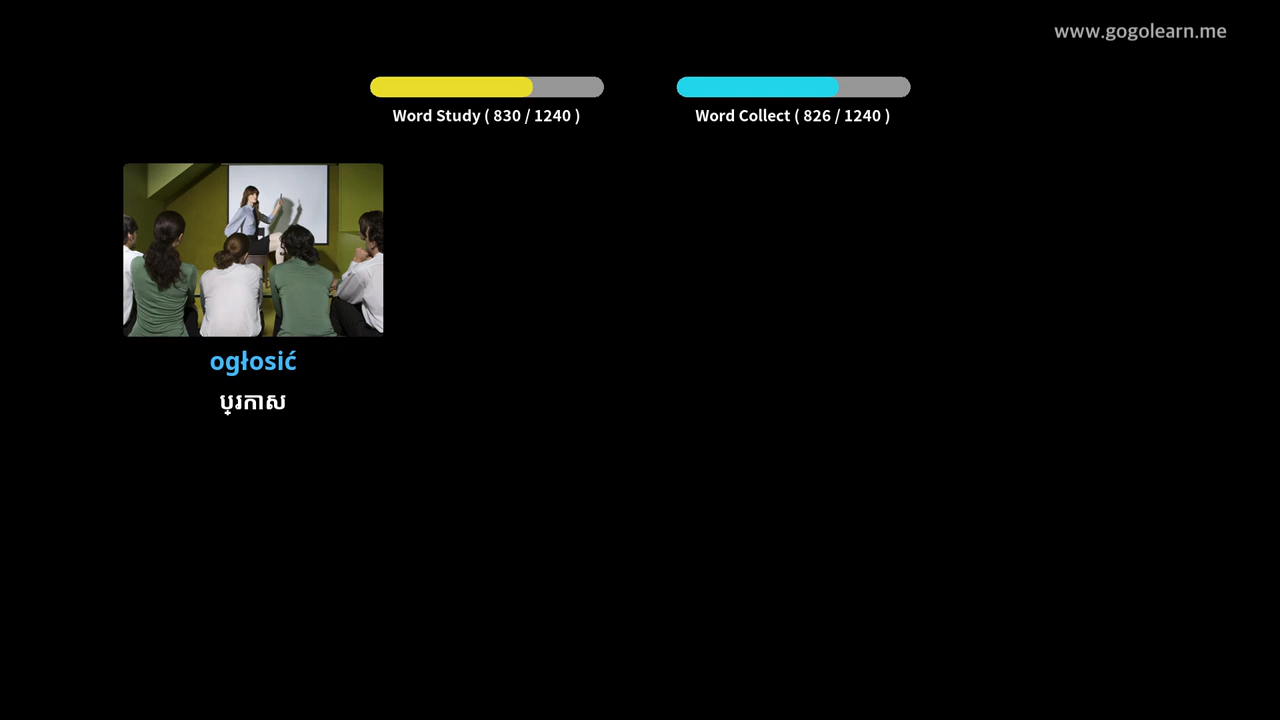 www.gogolearn.me
Word Study ( 830 / 1240 )
Word Collect ( 826 / 1240 )
ogłosić
ប្រកាស